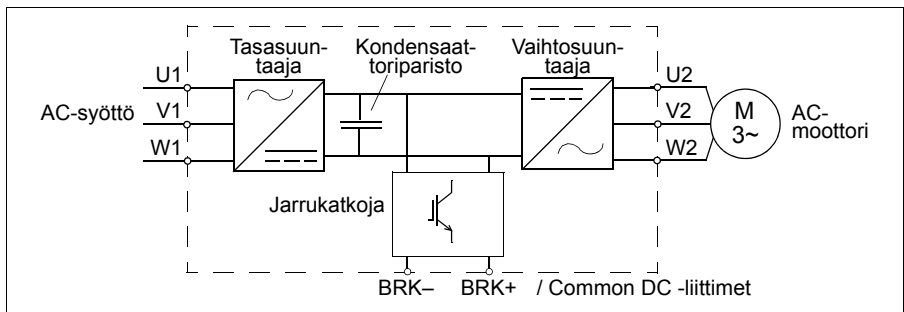 Tasasuun-
taaja
Kondensaat-
toriparisto
Vaihtosuun-
taaja
U1
V1
W1
AC-syöttö
U2
V2
W2
M
3~
AC-
moottori
Jarrukatkoja
BRK– BRK+ / Common DC -liittimet